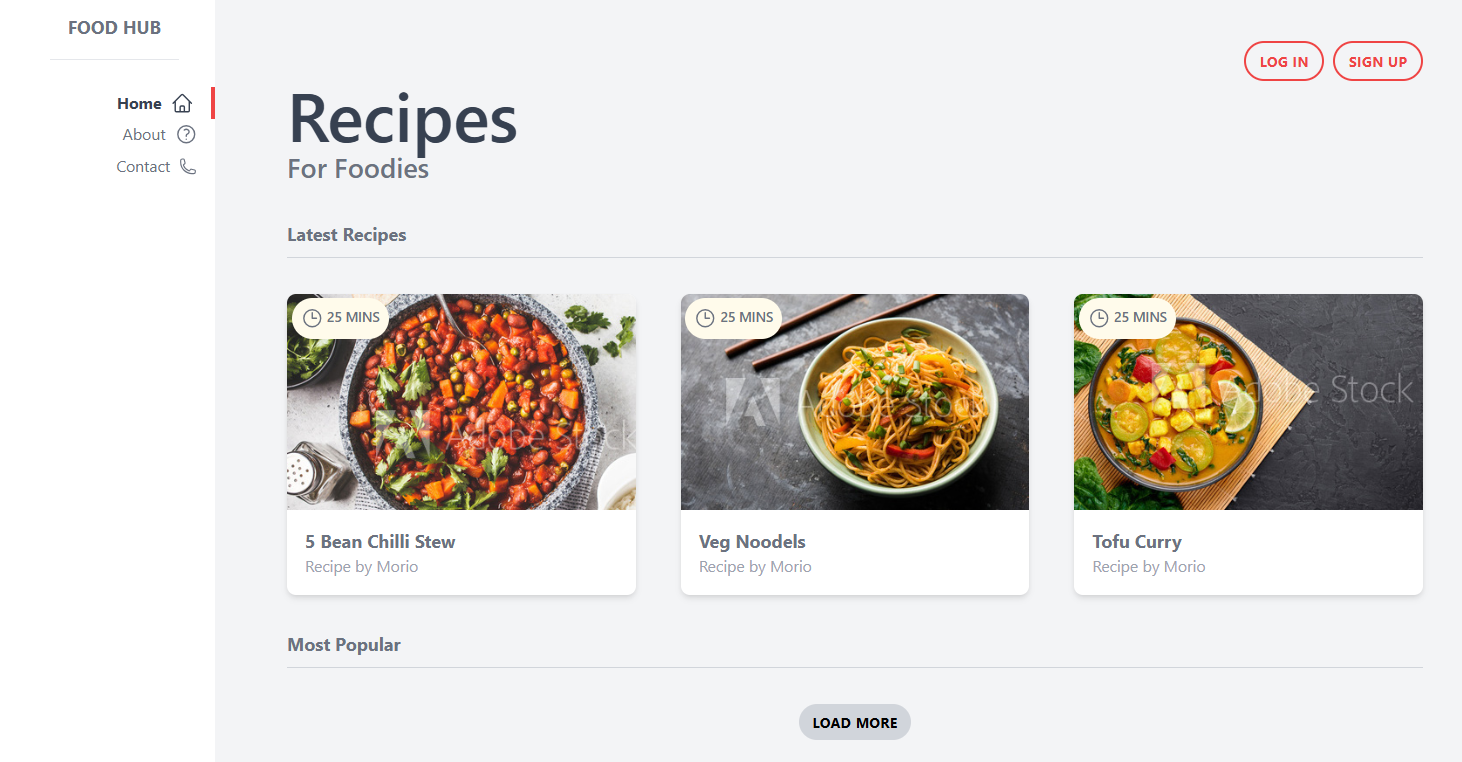 FOOD HUB
Home
About
Contact
LOG IN
SIGN UP
Recipes
For Foodies
Latest Recipes
25 MINS
Adobe Stock
5 Bean Chilli Stew
Recipe by Morio
25 MINS
Adobe Stock
Veg Noodels
Recipe by Morio
25 MINS
Adobe Stock
Tofu Curry
Recipe by Morio
Most Popular
LOAD MORE